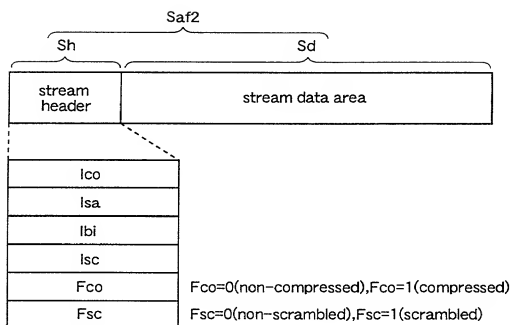 Saf2
Sh Sd
stream header stream data area
Ico
Isa
Ibi
Isc
Fco Fco=0(non-compressed),Fco=1(compressed)
Fsc Fsc=0(non-scrambled),Fsc=1(scrambled)